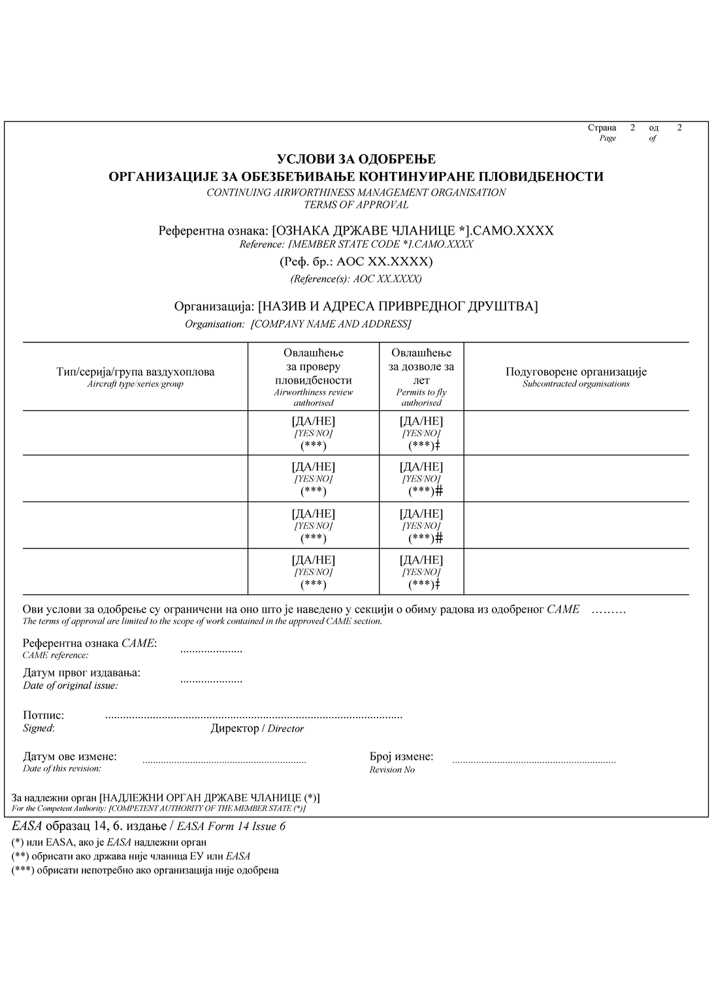 Страна 2 од 2
Page of
УСЛОВИ ЗА ОДОБРЕЊЕ
ОРГАНИЗАЦИЈЕ ЗА ОБЕЗБЕЂИВАЊЕ КОНТИНУИРАНЕ ПЛОВИДБЕНОСТИ
CONTINUING AIRWORTHINESS MANAGEMENT ORGANISATION
TERMS OF APPROVAL
Референтна ознака: [ОЗНАКА ДРЖАВЕ ЧЛАНИЦЕ *].CAMO.XXXX
Reference: [MEMBER STATE CODE *].CAMO.XXXX
(Реф. бр.: AOC XX.XXXX)
(Reference(s): AOC XX.XXXX)
Организација: [НАЗИВ И АДРЕСА ПРИВРЕДНОГ ДРУШТВА]
Organisation: [COMPANY NAME AND ADDRESS]
Тип/серија/група ваздухоплова
Aircraft type/series/group
Овлашћење
за проверу
пловидбености
Airworthiness review
authorised
Овлашћење
за дозволе за
лет
Permits to fly
authorised
Подуговорене организације
Subcontracted organisations
[ДА/НЕ] [ДА/НЕ]
[YES/NO] [YES/NO]
(***) (***)‡
[ДА/НЕ] [ДА/НЕ]
[YES/NO] [YES/NO]
(***) (***)#
[ДА/НЕ] [ДА/НЕ]
[YES/NO] [YES/NO]
(***) (***)#
[ДА/НЕ] [ДА/НЕ]
[YES/NO] [YES/NO]
(***) (***)‡
Ови услови за одобрење су ограничени на оно што је наведено у секцији о обиму радова из одобреног CAME ………
The terms of approval are limited to the scope of work contained in the approved CAME section.
Референтна ознака CAME: .....................
CAME reference:
Датум првог издавања: .....................
Date of original issue:
Потпис: .....................................................................................................
Signed: Директор / Director
Датум ове измене: ............................................................... Број измене: ...............................................................
Date of this revision: Revision No
За надлежни орган [НАДЛЕЖНИ ОРГАН ДРЖАВЕ ЧЛАНИЦЕ (*)]
For the Competent Authority: [COMPETENT AUTHORITY OF THE MEMBER STATE (*)]
EASA образац 14, 6. издање / EASA Form 14 Issue 6
(*) или EASA, ако је EASA надлежни орган
(**) обрисати ако држава није чланица ЕУ или EASA
(***) обрисати непотребно ако организација није одобрена